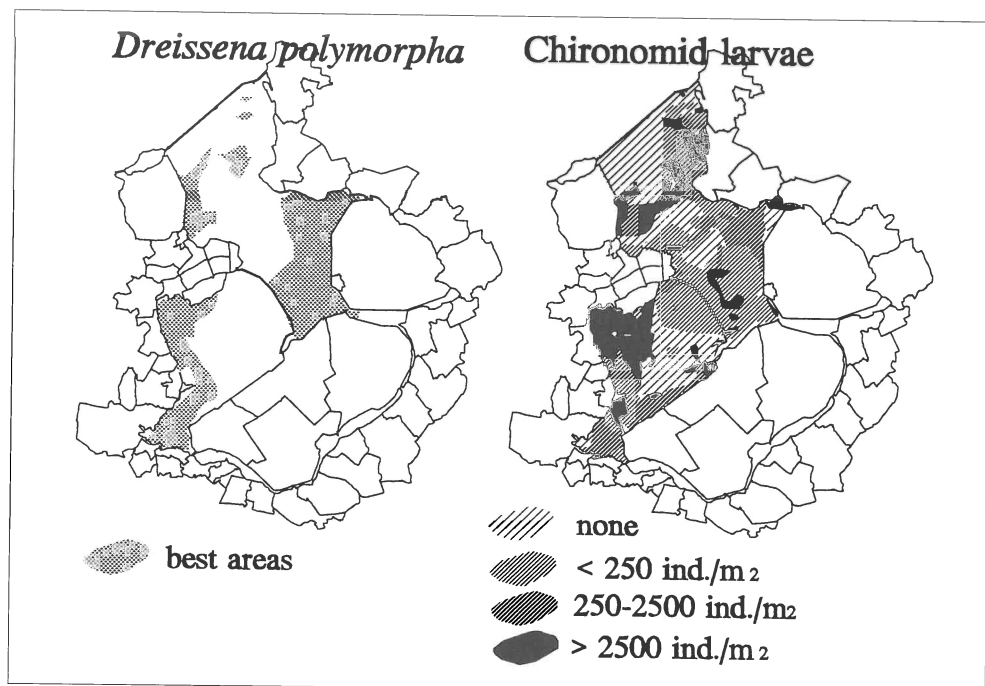 Dreissena polymorpha
Chironomid larvae
best areas
none
< 250 ind./m2
250-2500 ind./m2
> 2500 ind./m2